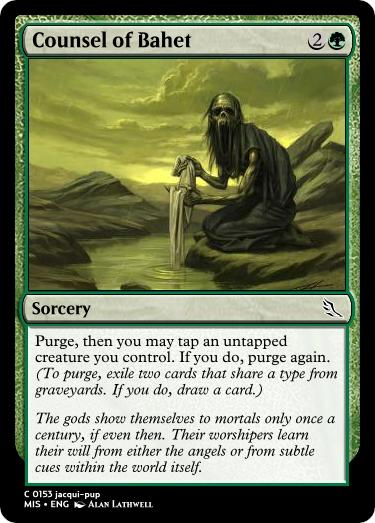 Counsel of Bahet 2
Sorcery
Purge, then you may tap an untapped
creature you control. If you do, purge again.
(To purge, exile two cards that share a type from
graveyards. If you do, draw a card.)
The gods show themselves to mortals only once a
century, if even then. Their worshipers learn
their will from either the angels or from subtle
cues within the world itself.
C 0153 jacqui-pup
MIS • ENG Alan Lathwell